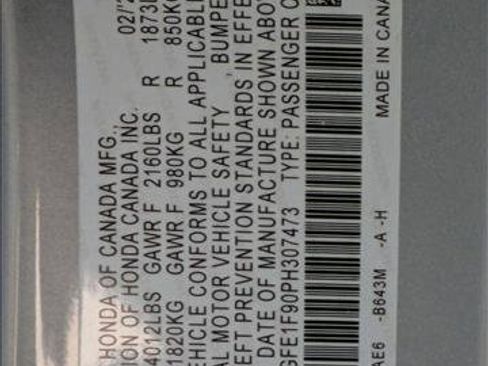 HONDA OF CANADA MFG., 02/'2
ION OF HONDA CANADA INC.
4012LBS GAWR F 2160LBS R 1873L
1820KG GAWR F 980KG R 850KG
EHICLE CONFORMS TO ALL APPLICABL
AL MOTOR VEHICLE SAFETY, BUMPE
EFT PREVENTION STANDARDS IN EFFE
DATE OF MANUFACTURE SHOWN ABO
GFE1F90PH307473 TYPE: PASSENGER C
AE6 -B643M -A -H MADE IN CANA